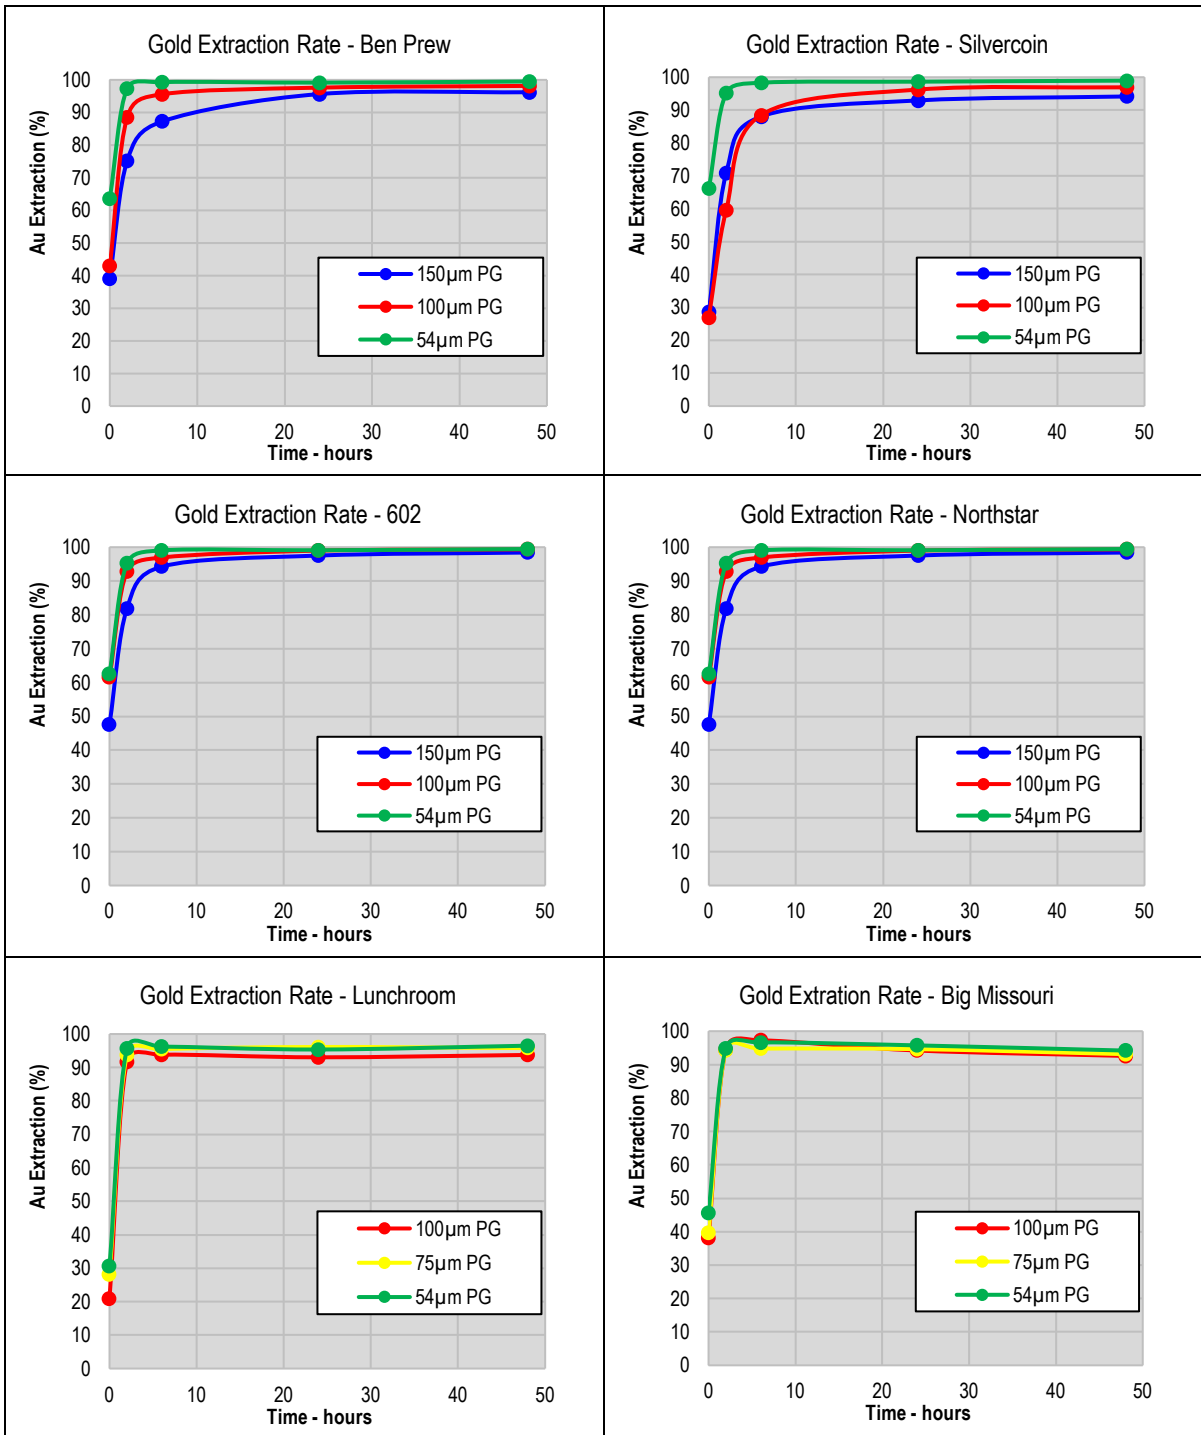 Gold Extraction Rate - Ben Prew
Au Extraction (%)
100
90
80
70
60
50
40
30
20
10
0
150µm PG
100µm PG
54µm PG
0 10 20 30 40 50
Time - hours
Gold Extraction Rate - Silvercoin
Au Extraction (%)
100
90
80
70
60
50
40
30
20
10
0
150µm PG
100µm PG
54µm PG
0 10 20 30 40 50
Time - hours
Gold Extraction Rate - 602
Au Extraction (%)
100
90
80
70
60
50
40
30
20
10
0
150µm PG
100µm PG
54µm PG
0 10 20 30 40 50
Time - hours
Gold Extraction Rate - Northstar
Au Extraction (%)
100
90
80
70
60
50
40
30
20
10
0
150µm PG
100µm PG
54µm PG
0 10 20 30 40 50
Time - hours
Gold Extraction Rate - Lunchroom
Au Extraction (%)
100
90
80
70
60
50
40
30
20
10
0
100µm PG
75µm PG
54µm PG
0 10 20 30 40 50
Time - hours
Gold Extration Rate - Big Missouri
Au Extraction (%)
100
90
80
70
60
50
40
30
20
10
0
100µm PG
75µm PG
54µm PG
0 10 20 30 40 50
Time - hours